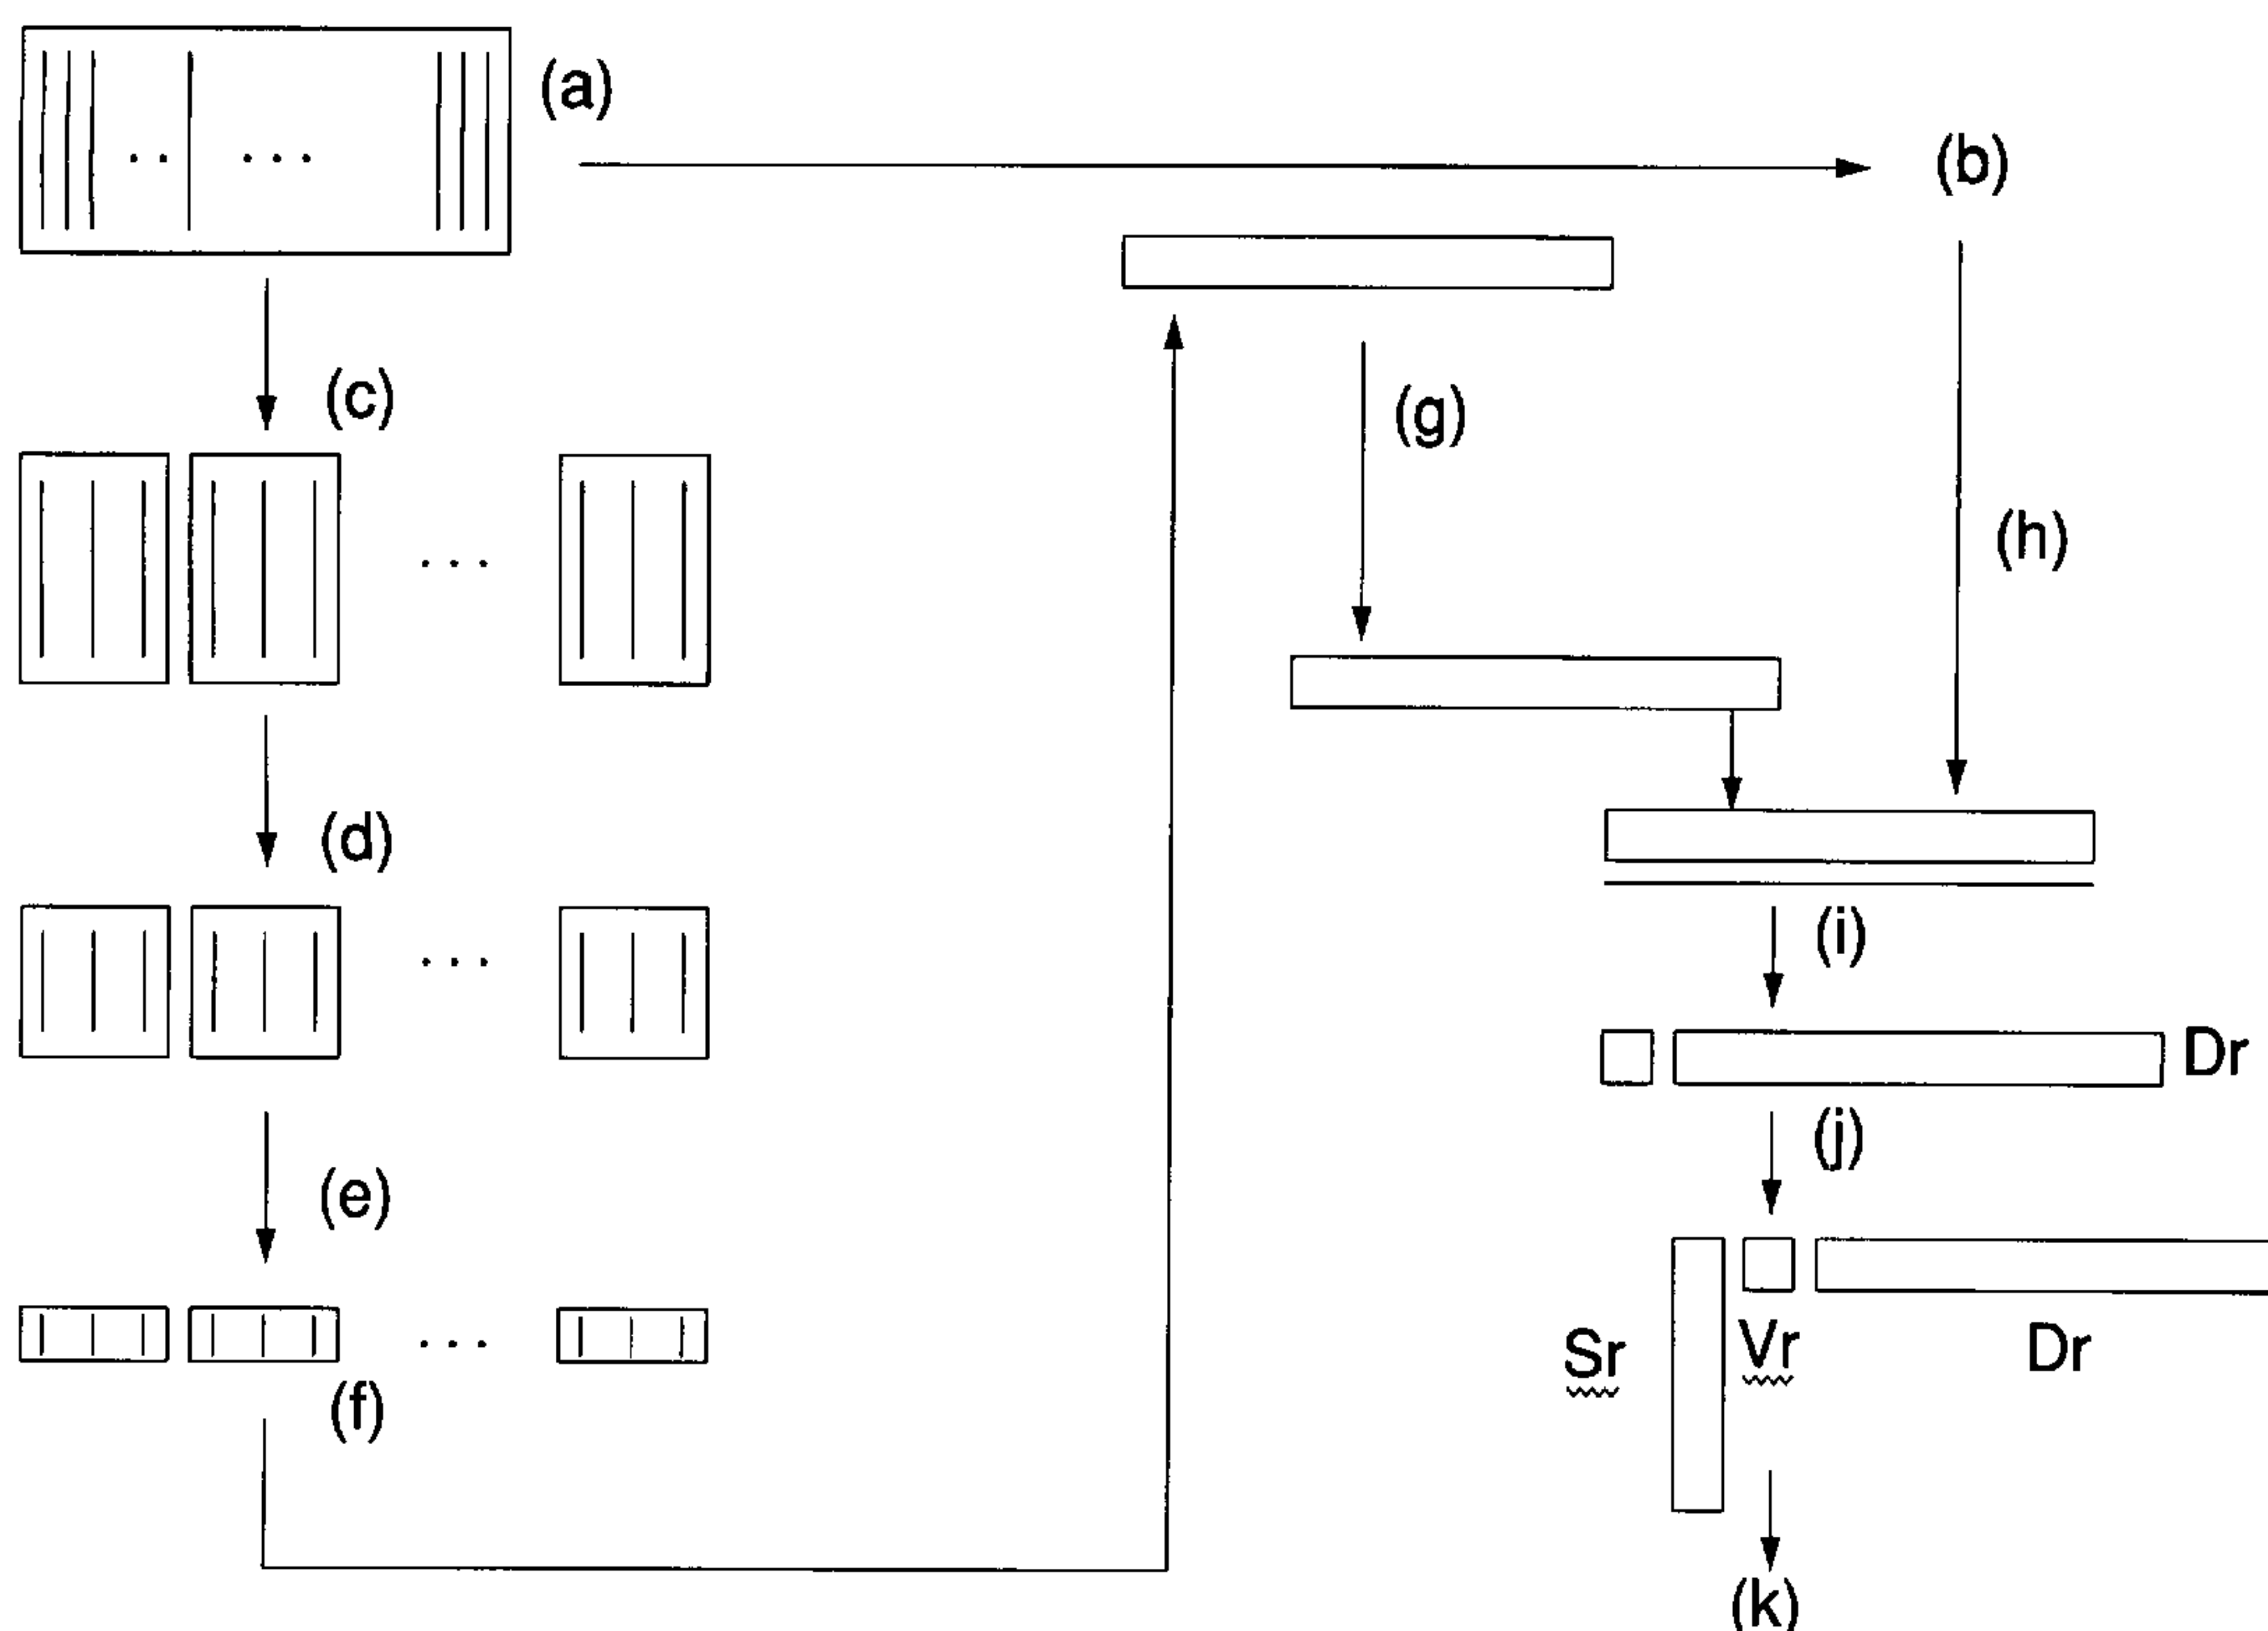 (a)
(b)
(c)
(g)
(h)
(d)
(i)
Dr
(j)
(e)
Sr Vr Dr
(f)
(k)